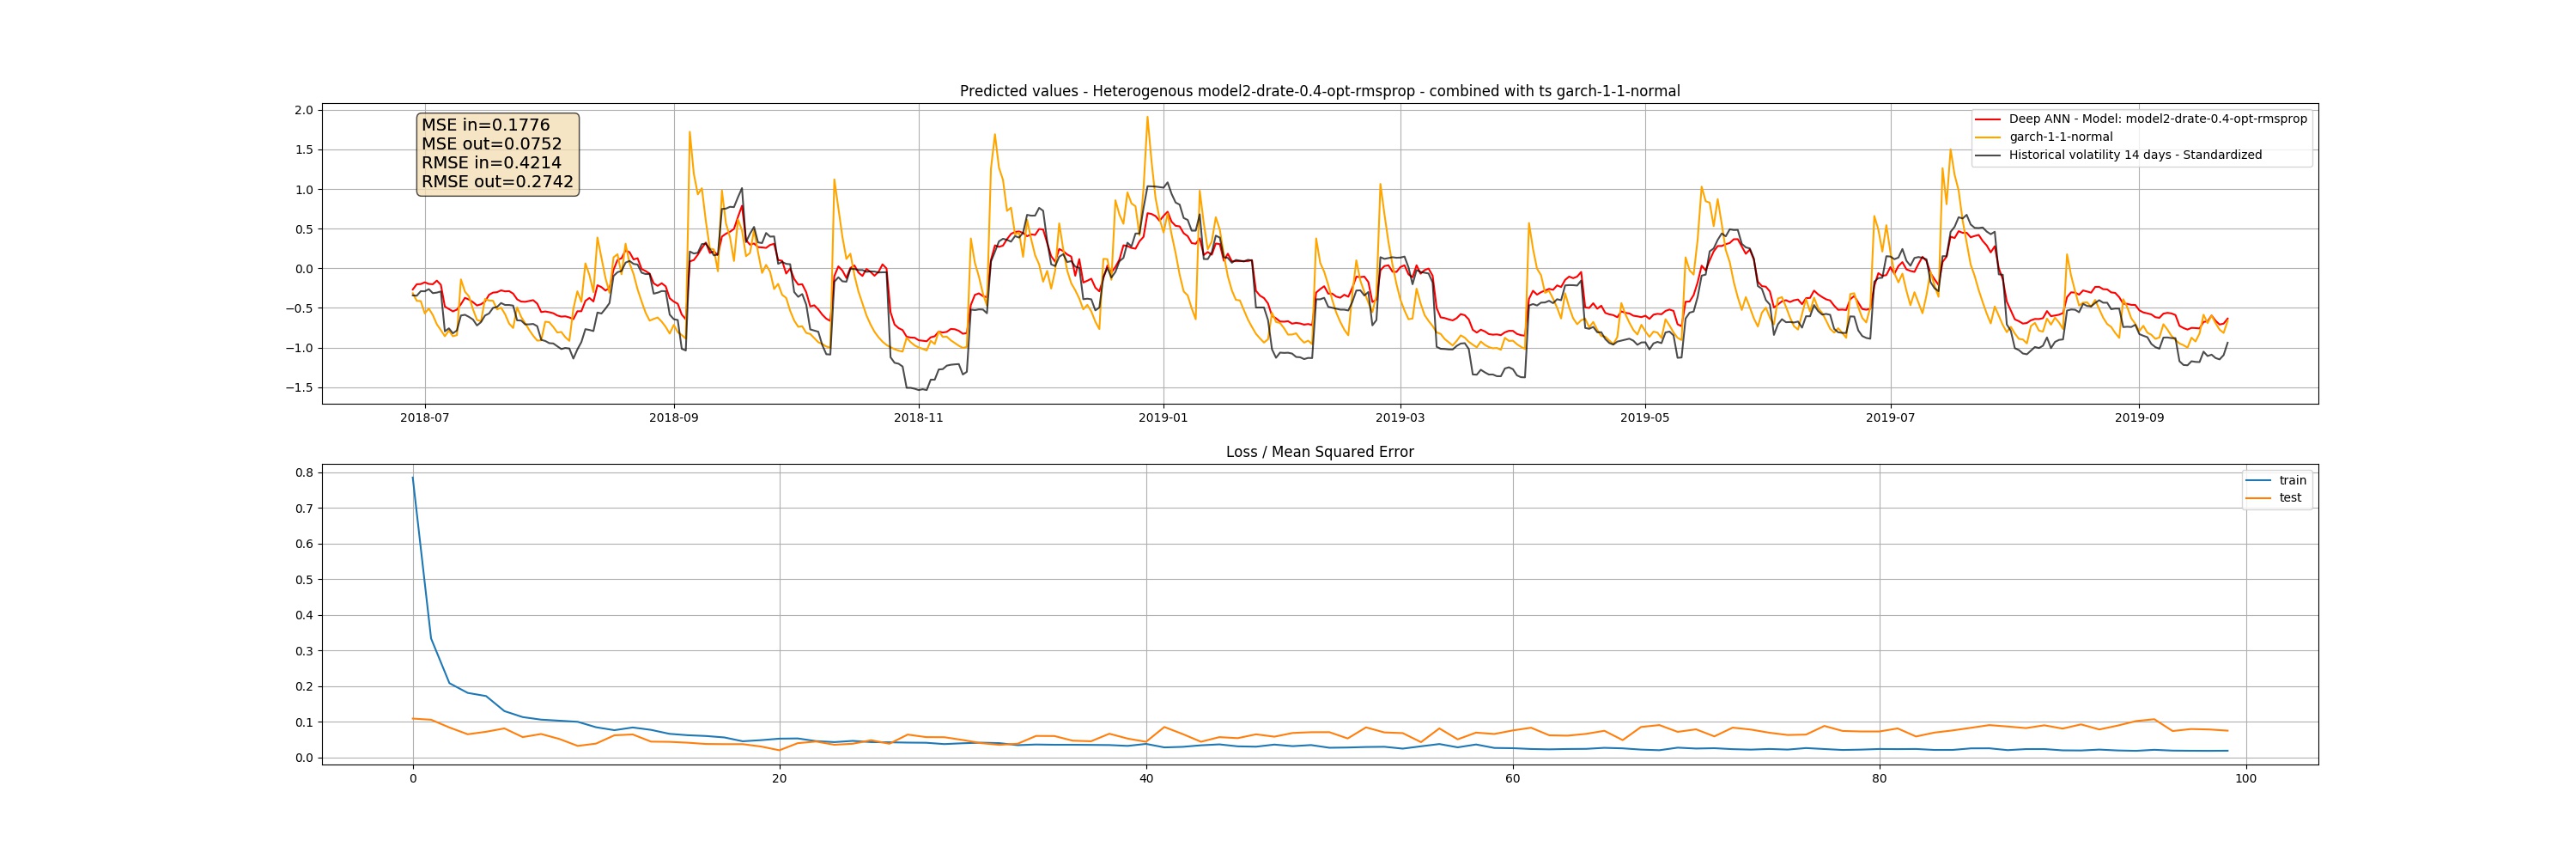 Predicted values - Heterogenous model2-drate-0.4-opt-rmsprop - combined with ts garch-1-1-normal
2.0
1.5
1.0
0.5
0.0
−0.5
−1.0
−1.5
MSE in=0.1776
MSE out=0.0752
RMSE in=0.4214
RMSE out=0.2742
Deep ANN - Model: model2-drate-0.4-opt-rmsprop
garch-1-1-normal
Historical volatility 14 days - Standardized
2018-07 2018-09 2018-11 2019-01 2019-03 2019-05 2019-07 2019-09
Loss / Mean Squared Error
0.8
0.7
0.6
0.5
0.4
0.3
0.2
0.1
0.0
train
test
0 20 40 60 80 100